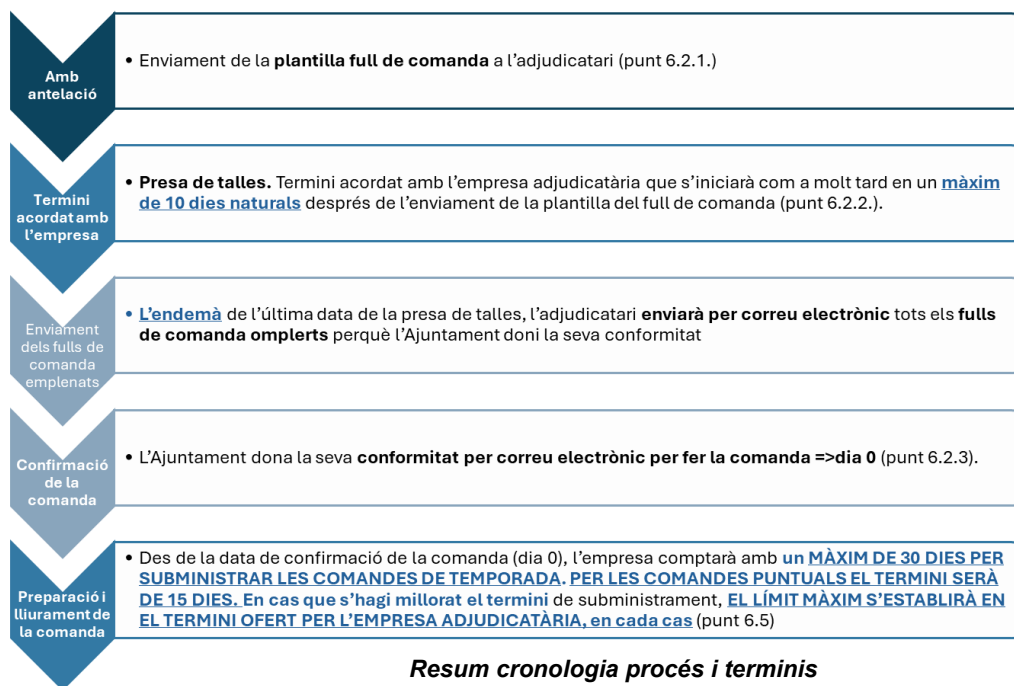 Amb
antelació
• Enviament de la plantilla full de comanda a l’adjudicatari (punt 6.2.1.)
Termini
acordat amb
l’empresa
• Presa de talles. Termini acordat amb l’empresa adjudicatària que s’iniciarà com a molt tard en un màxim
de 10 dies naturals després de l’enviament de la plantilla del full de comanda (punt 6.2.2.).
Enviament
dels fulls de
comanda
emplenats
• L’endemà de l’última data de la presa de talles, l’adjudicatari enviarà per correu electrònic tots els fulls
de comanda omplerts perquè l’Ajuntament doni la seva conformitat
Confirmació
de la
comanda
• L’Ajuntament dona la seva conformitat per correu electrònic per fer la comanda =>dia 0 (punt 6.2.3).
Preparació i
lliurament de
la comanda
• Des de la data de confirmació de la comanda (dia 0), l’empresa comptarà amb un MÀXIM DE 30 DIES PER
SUBMINISTRAR LES COMANDES DE TEMPORADA. PER LES COMANDES PUNTUALS EL TERMINI SERÀ
DE 15 DIES. En cas que s’hagi millorat el termini de subministrament, EL LÍMIT MÀXIM S’ESTABLIRÀ EN
EL TERMINI OFERT PER L’EMPRESA ADJUDICATÀRIA, en cada cas (punt 6.5)
Resum cronologia procés i terminis